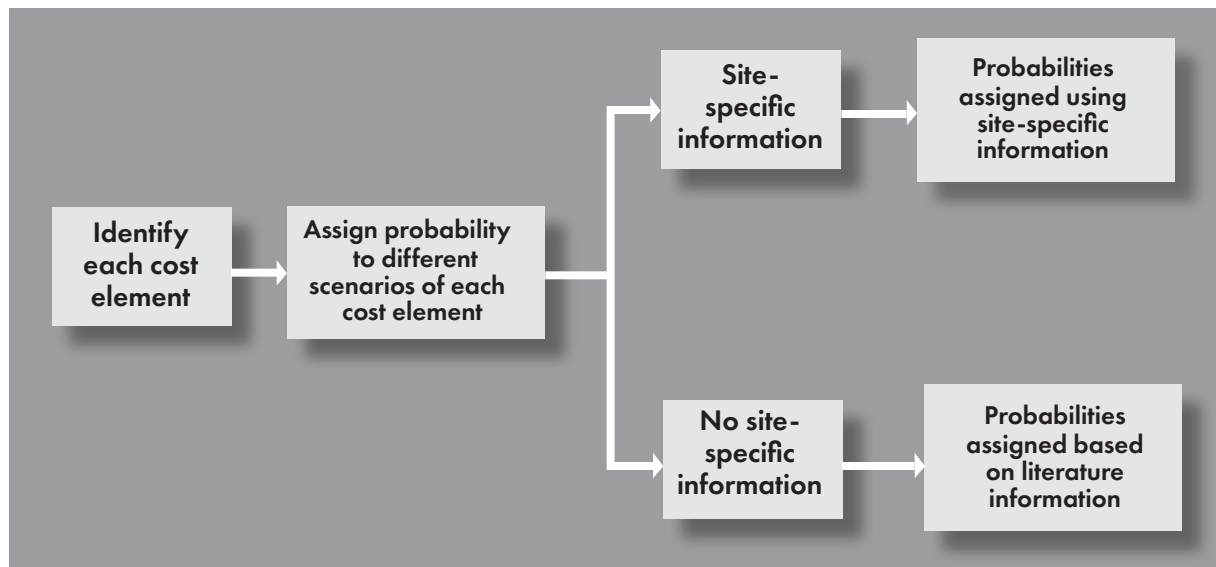 Identify
each cost
element
Assign probability
to different
scenarios of each
cost element
Site-
specific
information
Probabilities
assigned using
site-specific
information
No site-
specific
information
Probabilities
assigned based
on literature
information